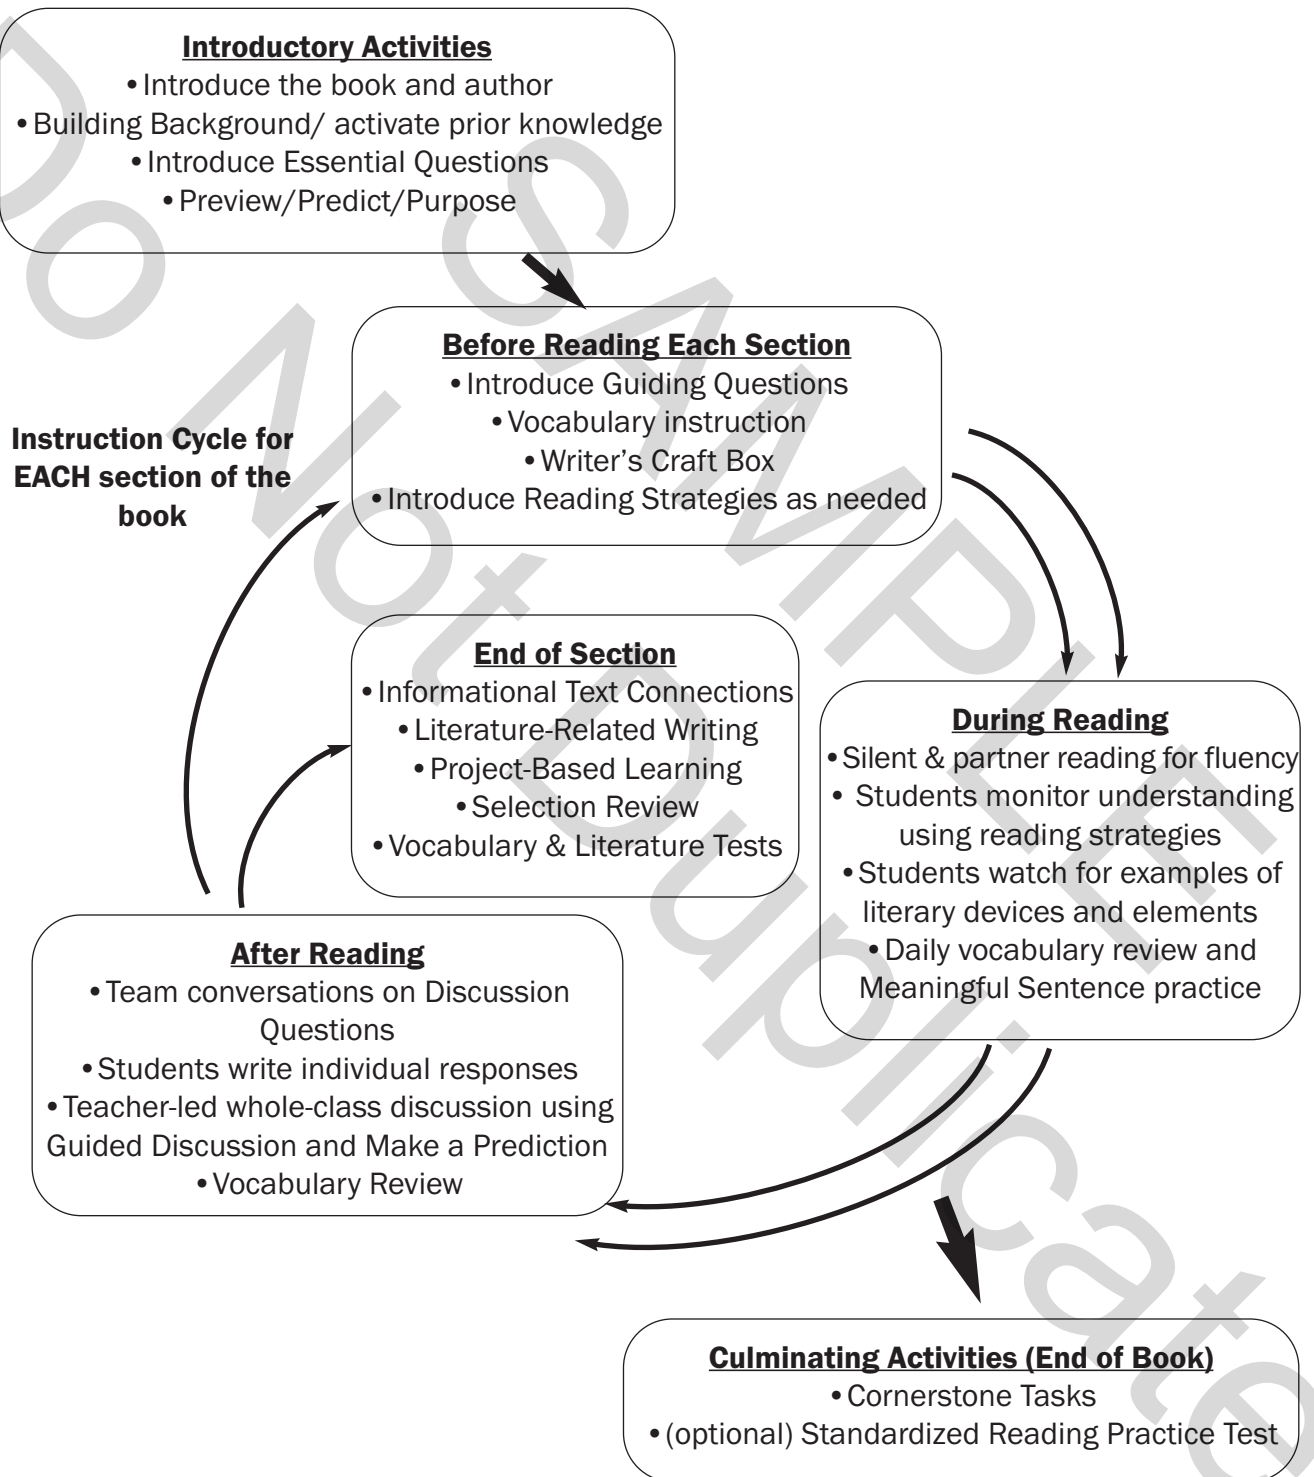 Introductory Activities
•Introduce the book and author
•Building Background/ activate prior knowledge
•Introduce Essential Questions
•Preview/Predict/Purpose
Before Reading Each Section
•Introduce Guiding Questions
•Vocabulary instruction
•Writer's Craft Box
•Introduce Reading Strategies as needed
Instruction Cycle for
EACH section of the
book
End of Section
•Informational Text Connections
•Literature-Related Writing
•Project-Based Learning
•Selection Review
•Vocabulary & Literature Tests
During Reading
•Silent & partner reading for fluency
• Students monitor understanding
using reading strategies
•Students watch for examples of
literary devices and elements
•Daily vocabulary review and
Meaningful Sentence practice
After Reading
•Team conversations on Discussion
Questions
•Students write individual responses
•Teacher-led whole-class discussion using
Guided Discussion and Make a Prediction
•Vocabulary Review
Culminating Activities (End of Book)
•Cornerstone Tasks
•(optional) Standardized Reading Practice Test
SAMPLE
Do Not Duplicate